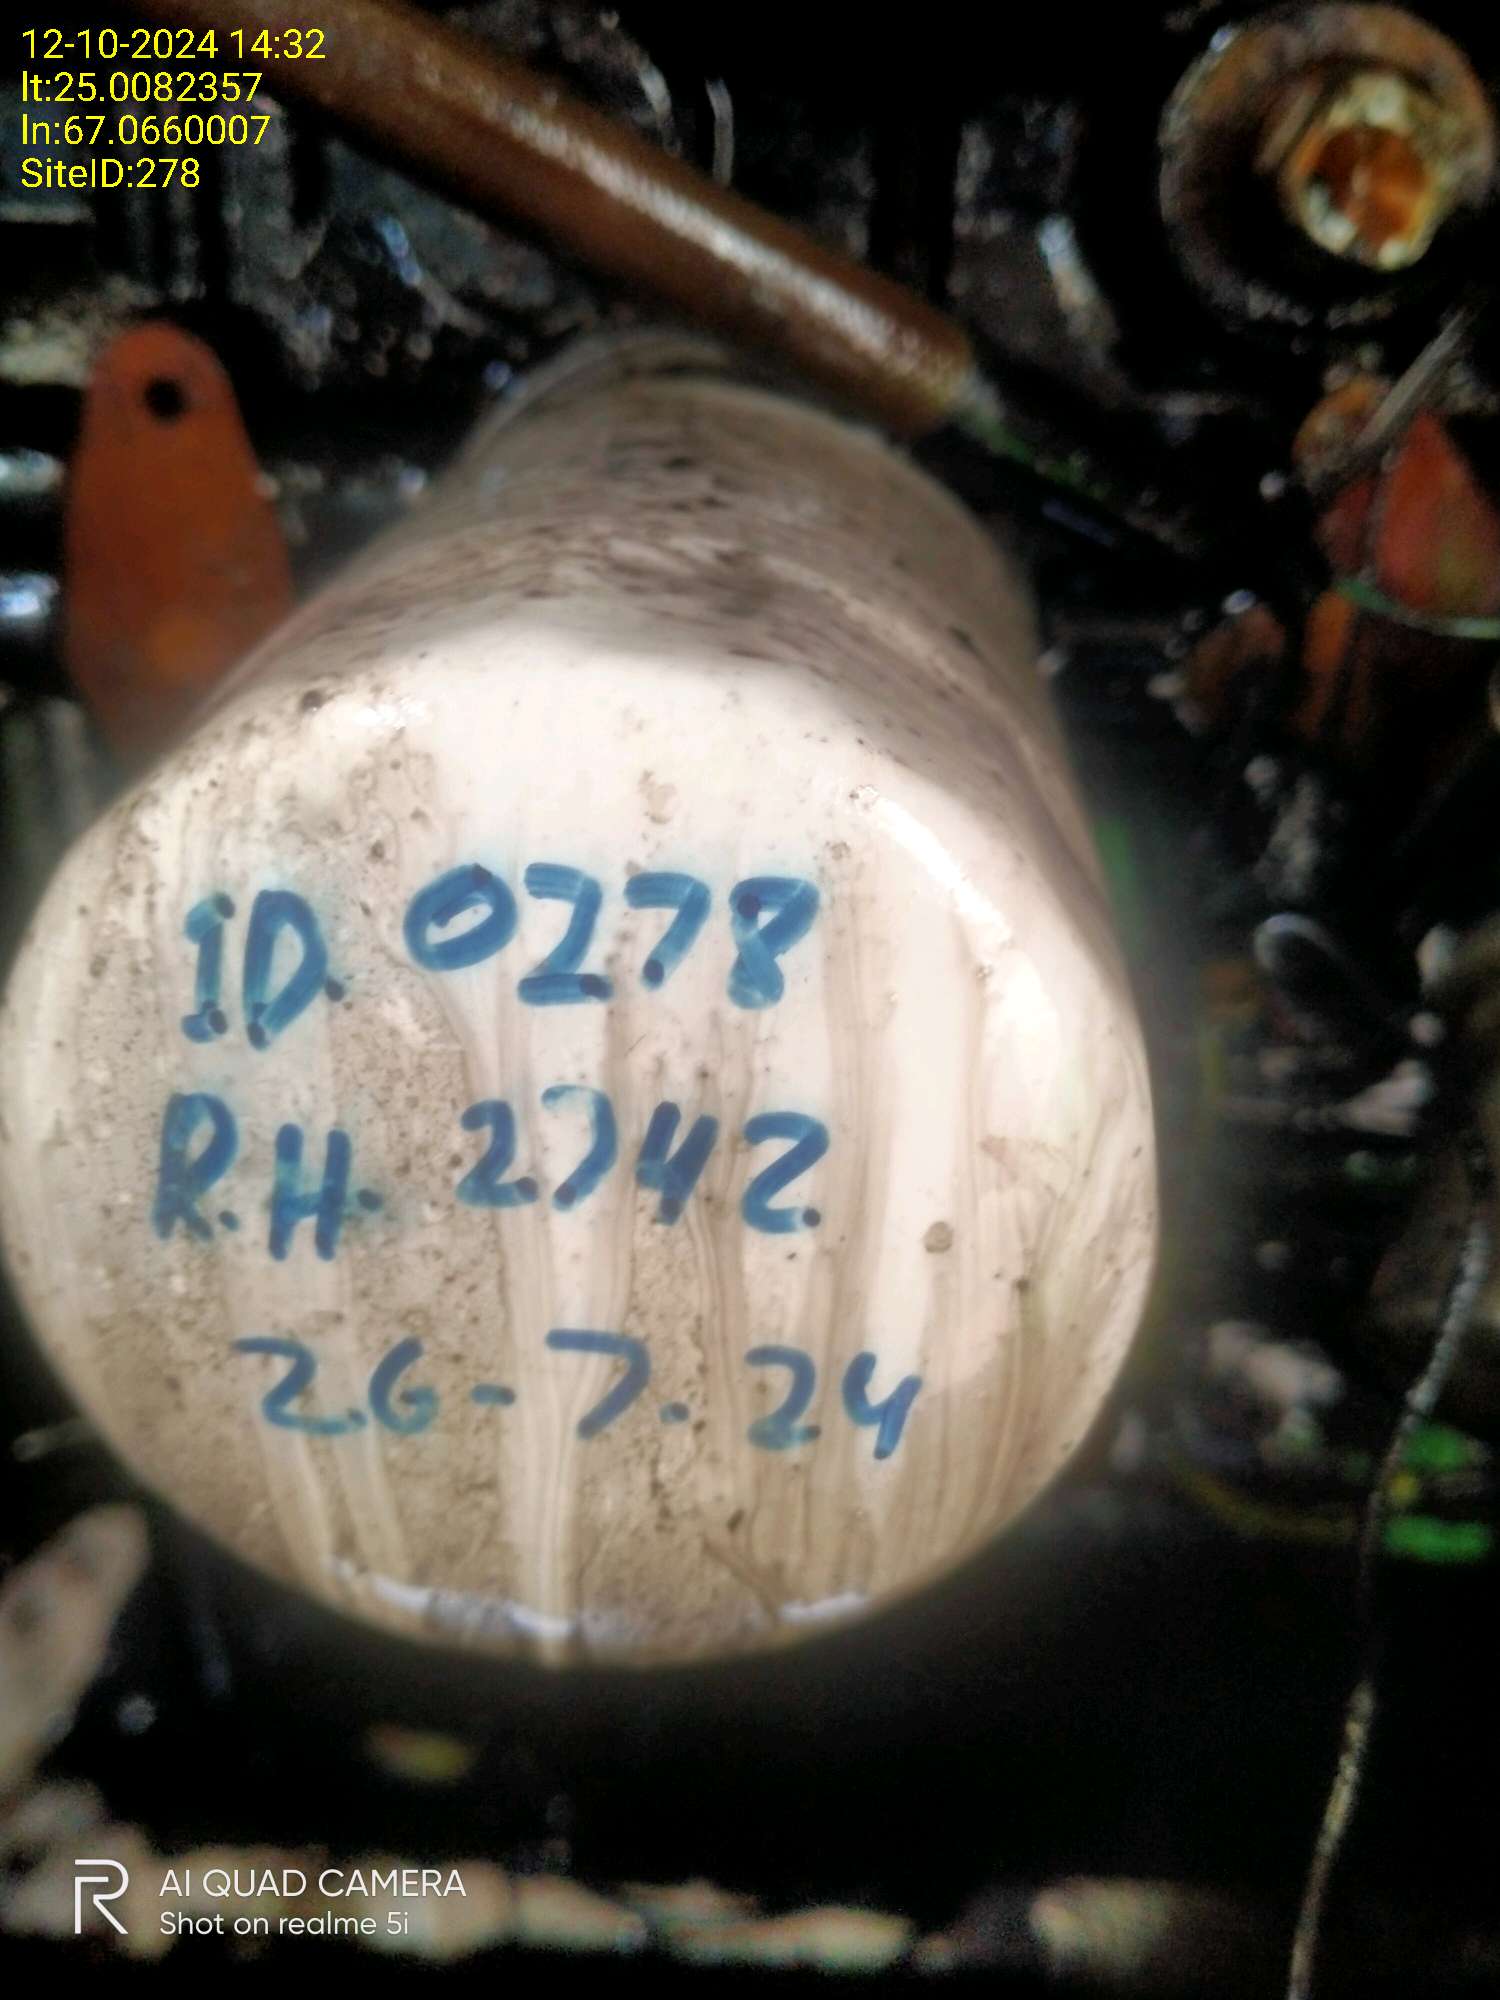 12-10-2024 14:32
lt:25.0082357
ln:67.0660007
SiteID:278
ID. 0278
R.H. 2742
26-7-24
AI QUAD CAMERA
Shot on realme 5i